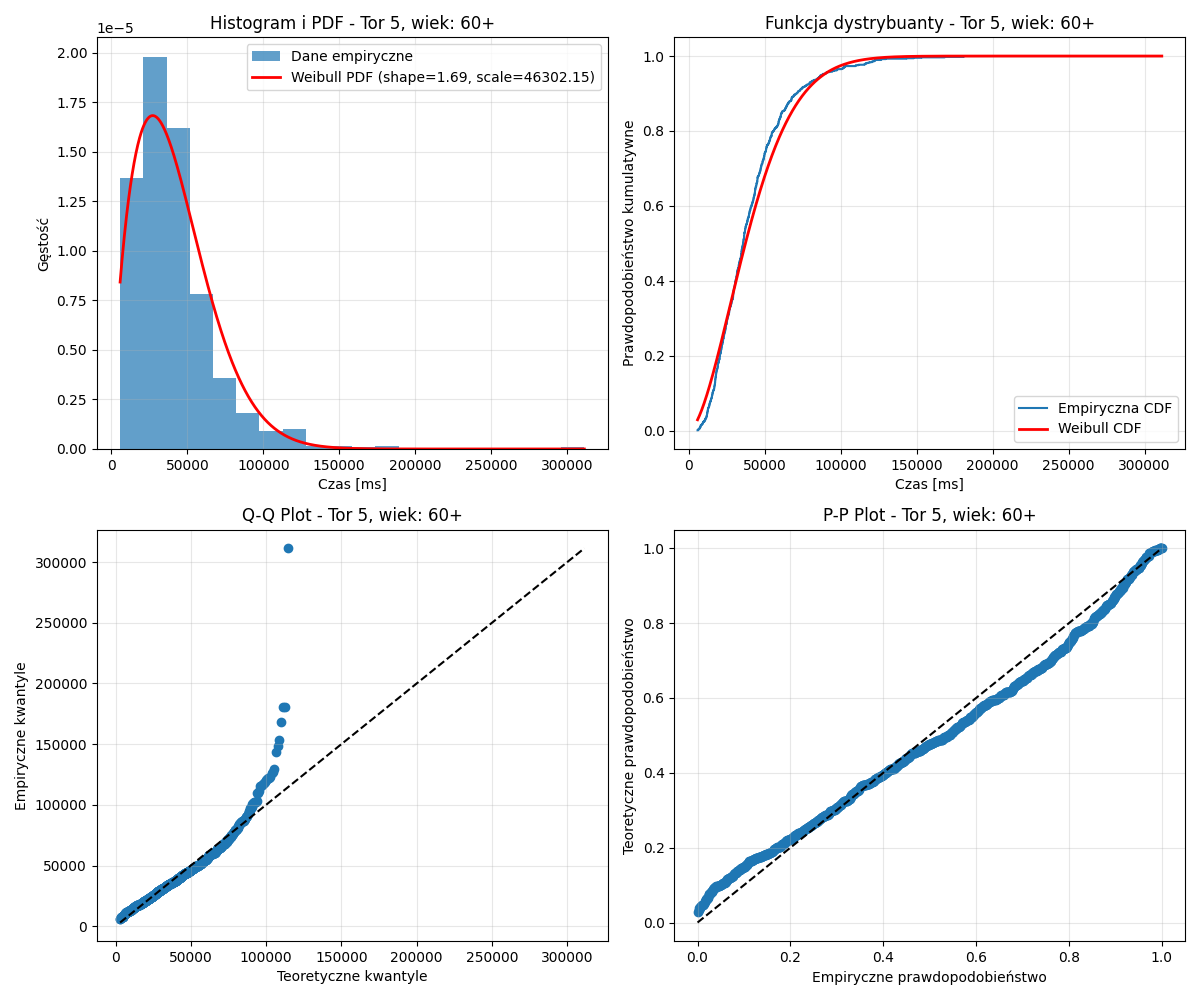 Histogram i PDF - Tor 5, wiek: 60+
1e−5
2.00
1.75
1.50
1.25
1.00
0.75
0.50
0.25
0.00
Gęstość
Dane empiryczne
Weibull PDF (shape=1.69, scale=46302.15)
0 50000 100000 150000 200000 250000 300000
Czas [ms]
Funkcja dystrybuanty - Tor 5, wiek: 60+
1.0
0.8
0.6
0.4
0.2
0.0
Prawdopodobieństwo kumulatywne
Empiryczna CDF
Weibull CDF
0 50000 100000 150000 200000 250000 300000
Czas [ms]
Q-Q Plot - Tor 5, wiek: 60+
300000
250000
200000
150000
100000
50000
0
Empiryczne kwantyle
0 50000 100000 150000 200000 250000 300000
Teoretyczne kwantyle
P-P Plot - Tor 5, wiek: 60+
1.0
0.8
0.6
0.4
0.2
0.0
Teoretyczne prawdopodobieństwo
0.0 0.2 0.4 0.6 0.8 1.0
Empiryczne prawdopodobieństwo